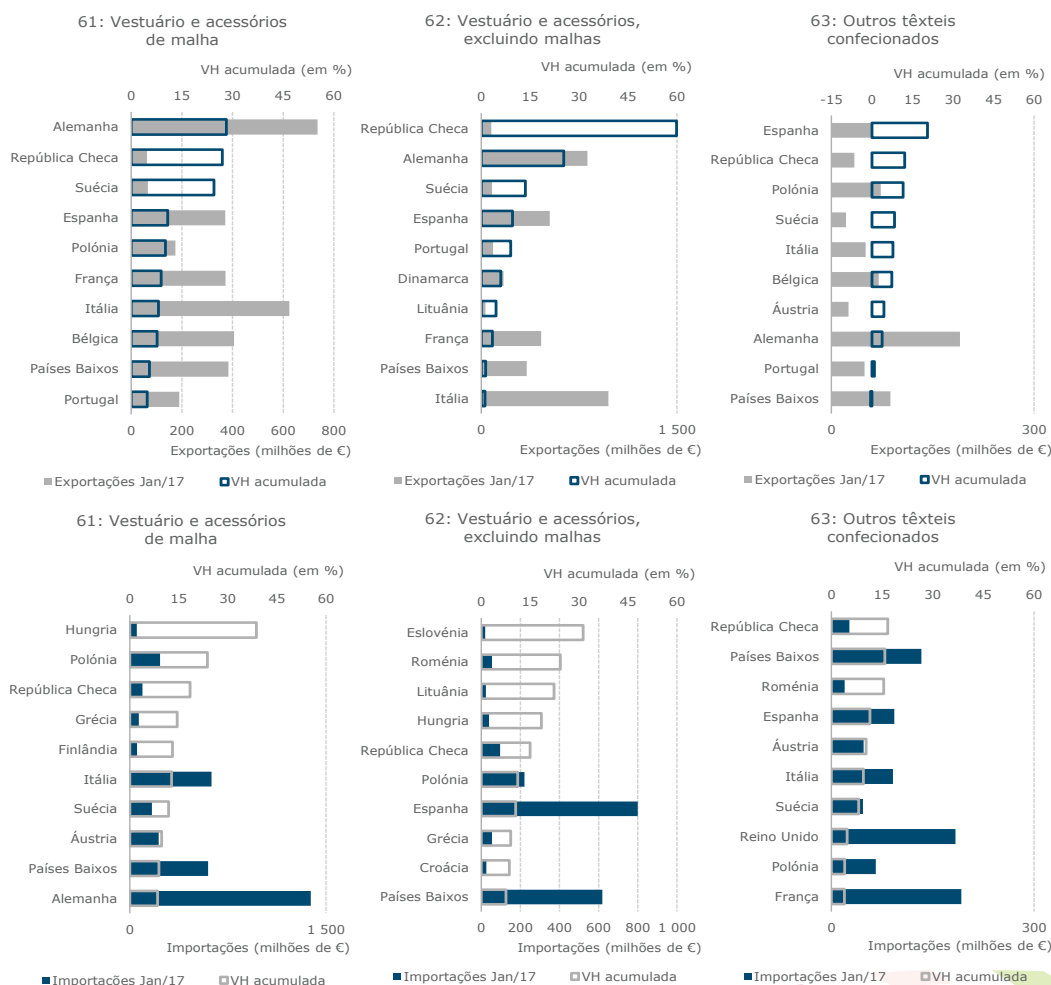 61: Vestuário e acessórios
de malha
VH acumulada (em %)
0 15 30 45 60
Alemanha
República Checa
Suécia
Espanha
Polónia
França
Itália
Bélgica
Países Baixos
Portugal
0 200 400 600 800
Exportações (milhões de €)
Exportações Jan/17 VH acumulada
62: Vestuário e acessórios,
excluindo malhas
VH acumulada (em %)
0 15 30 45 60
República Checa
Alemanha
Suécia
Espanha
Portugal
Dinamarca
Lituânia
França
Países Baixos
Itália
0 1 500
Exportações (milhões de €)
Exportações Jan/17 VH acumulada
63: Outros têxteis
confecionados
VH acumulada (em %)
-15 0 15 30 45 60
Espanha
República Checa
Polónia
Suécia
Itália
Bélgica
Áustria
Alemanha
Portugal
Países Baixos
0 300
Exportações (milhões de €)
Exportações Jan/17 VH acumulada
61: Vestuário e acessórios
de malha
VH acumulada (em %)
0 15 30 45 60
Hungria
Polónia
República Checa
Grécia
Finlândia
Itália
Suécia
Áustria
Países Baixos
Alemanha
0 1 500
Importações (milhões de €)
Importações Jan/17 VH acumulada
62: Vestuário e acessórios,
excluindo malhas
VH acumulada (em %)
0 15 30 45 60
Eslovénia
Roménia
Lituânia
Hungria
República Checa
Polónia
Espanha
Grécia
Croácia
Países Baixos
0 200 400 600 800 1 000
Importações (milhões de €)
Importações Jan/17 VH acumulada
63: Outros têxteis
confecionados
VH acumulada (em %)
0 15 30 45 60
República Checa
Países Baixos
Roménia
Espanha
Áustria
Itália
Suécia
Reino Unido
Polónia
França
0 300
Importações (milhões de €)
Importações Jan/17 VH acumulada